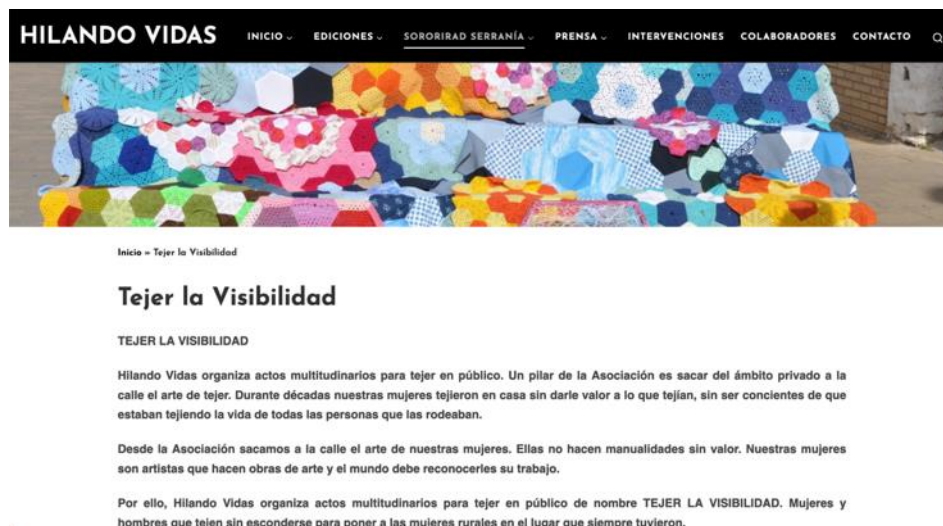 HILANDO VIDAS
INICIO
EDICIONES
SORORIRAD SERRANÍA
PRENSA
INTERVENCIONES
COLABORADORES
CONTACTO
Inicio » Tejer la Visibilidad
Tejer la Visibilidad
TEJER LA VISIBILIDAD
Hilando Vidas organiza actos multitudinarios para tejer en público. Un pilar de la Asociación es sacar del ámbito privado a la
calle el arte de tejer. Durante décadas nuestras mujeres tejieron en casa sin darle valor a lo que tejían, sin ser concientes de que
estaban tejiendo la vida de todas las personas que las rodeaban.
Desde la Asociación sacamos a la calle el arte de nuestras mujeres. Ellas no hacen manualidades sin valor. Nuestras mujeres
son artistas que hacen obras de arte y el mundo debe reconocerles su trabajo.
Por ello, Hilando Vidas organiza actos multitudinarios para tejer en público de nombre TEJER LA VISIBILIDAD. Mujeres y
hombres que tejen sin esconderse para poner a las mujeres rurales en el lugar que siempre tuvieron.